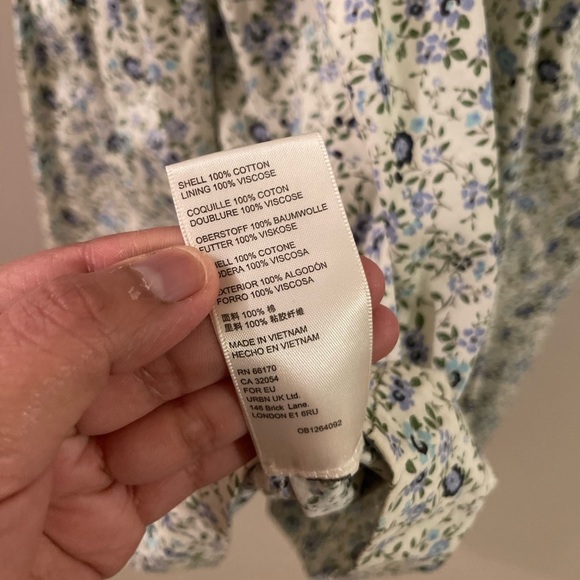 SHELL 100% COTTON
LINING 100% VISCOSE
COQUILLE 100% COTON
DOUBLURE 100% VISCOSE
OBERSTOFF 100% BAUMWOLLE
FUTTER 100% VISKOSE
SHELL 100% COTONE
FODERA 100% VISCOSA
EXTERIOR 100% ALGODÓN
FORRO 100% VISCOSA
面料 100% 棉
里料 100% 粘胶纤维
MADE IN VIETNAM
HECHO EN VIETNAM
RN 66170
CA 32054
FOR EU
URBN UK Ltd.
146 Brick Lane.
LONDON E1 6RU
OB1264092